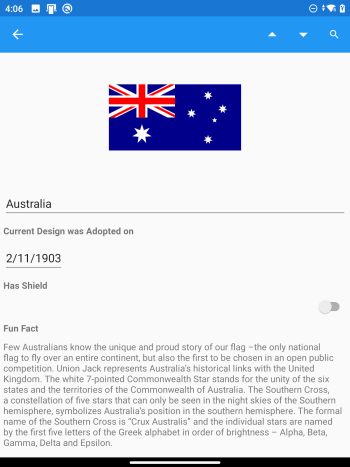 4:06
Australia
Current Design was Adopted on
2/11/1903
Has Shield
Fun Fact
Few Australians know the unique and proud story of our flag –the only national
flag to fly over an entire continent, but also the first to be chosen in an open public
competition. Union Jack represents Australia's historical links with the United
Kingdom. The white 7-pointed Commonwealth Star stands for the unity of the six
states and the territories of the Commonwealth of Australia. The Southern Cross,
a constellation of five stars that can only be seen in the night skies of the Southern
hemisphere, symbolizes Australia's position in the southern hemisphere. The formal
name of the Southern Cross is "Crux Australis" and the individual stars are named
by the first five letters of the Greek alphabet in order of brightness – Alpha, Beta,
Gamma, Delta and Epsilon.